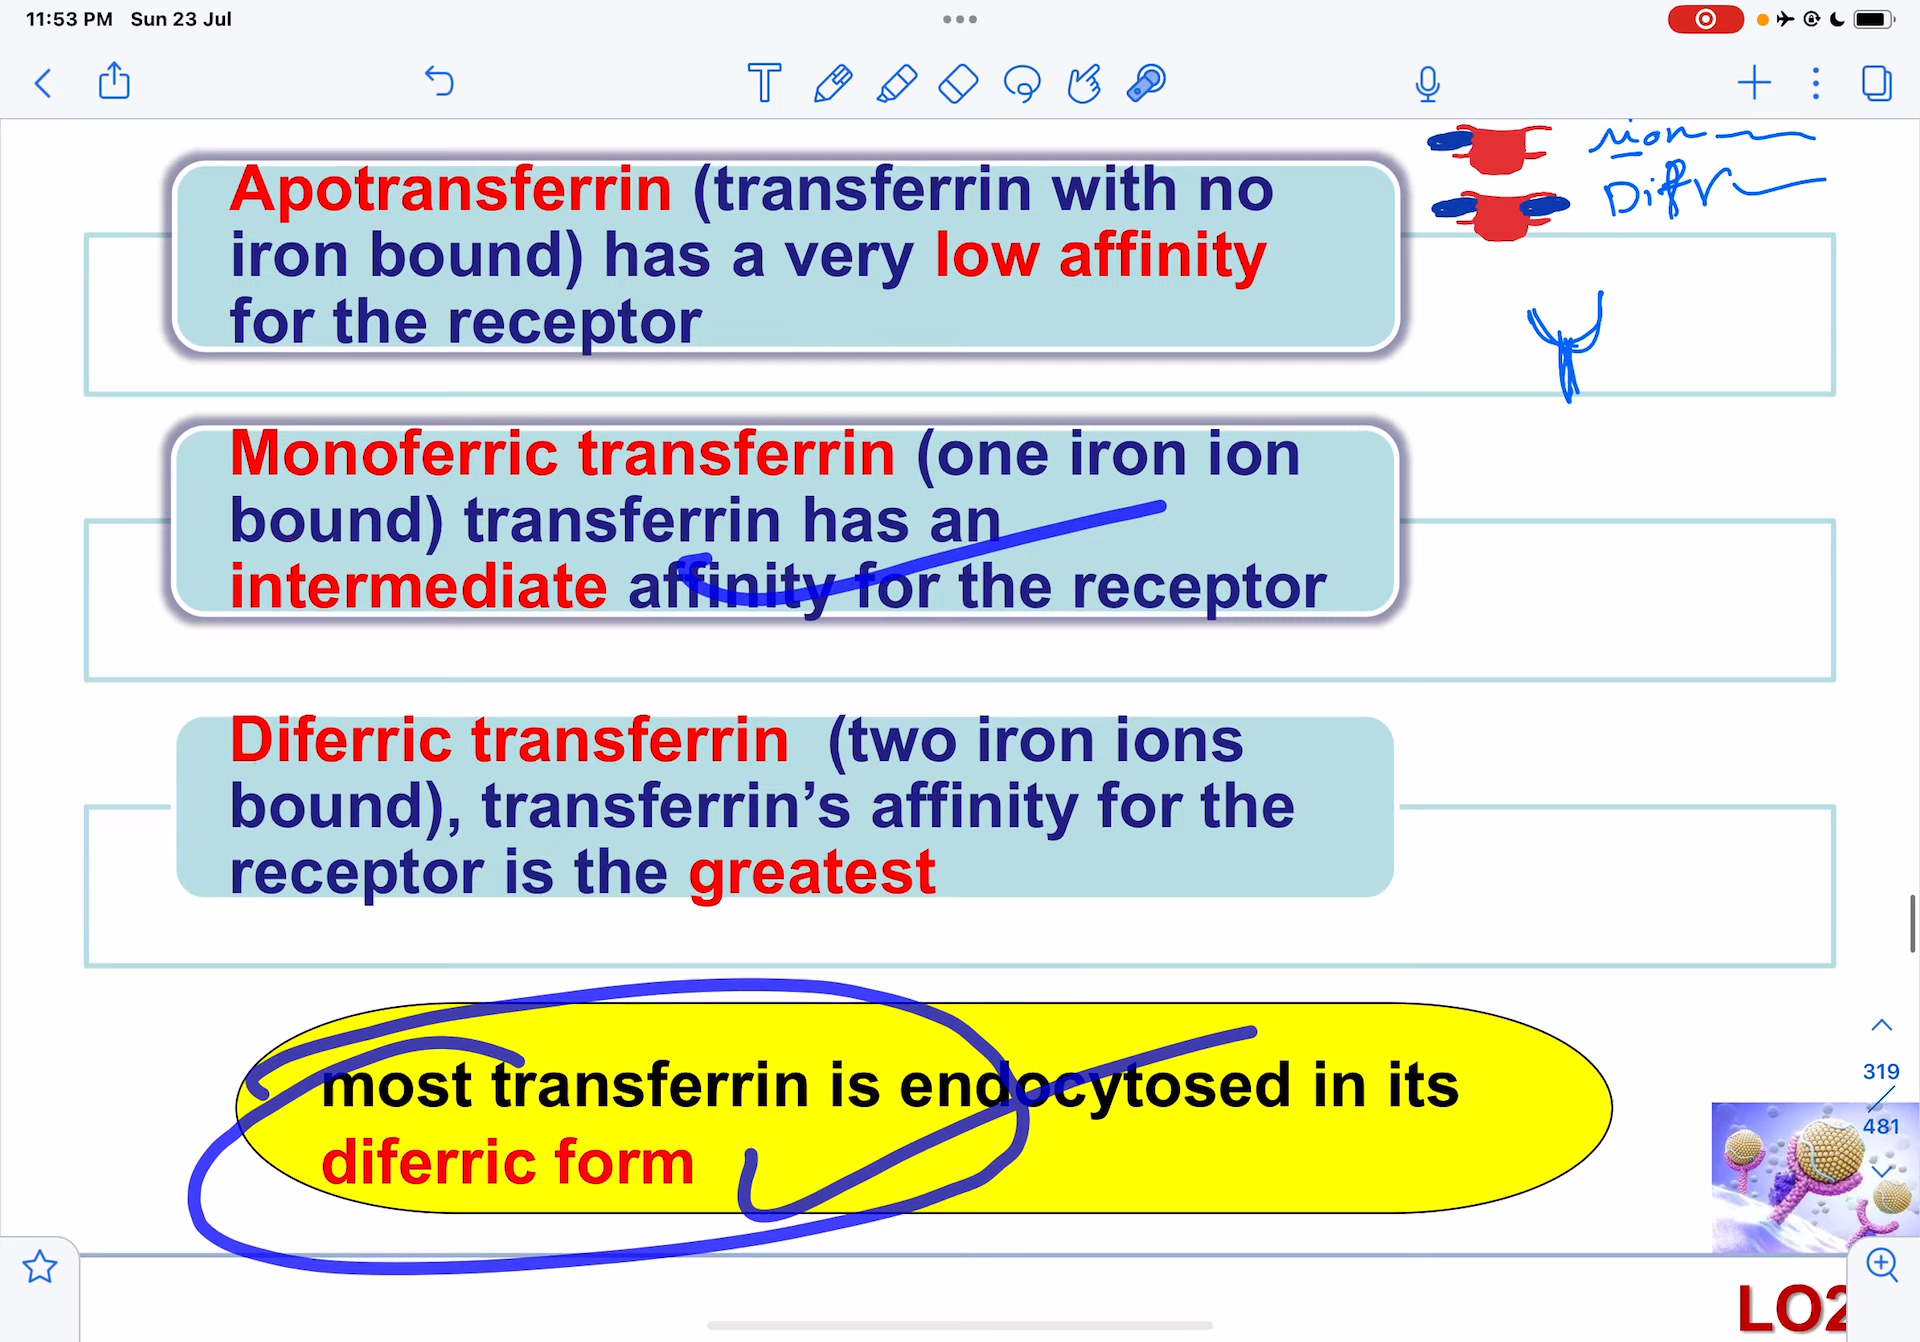 11:53 PM Sun 23 Jul
Apotransferrin (transferrin with no
iron bound) has a very low affinity
for the receptor
Monoferric transferrin (one iron ion
bound) transferrin has an
intermediate affinity for the receptor
Diferric transferrin (two iron ions
bound), transferrin’s affinity for the
receptor is the greatest
most transferrin is endocytosed in its
diferric form
319
481
LO2